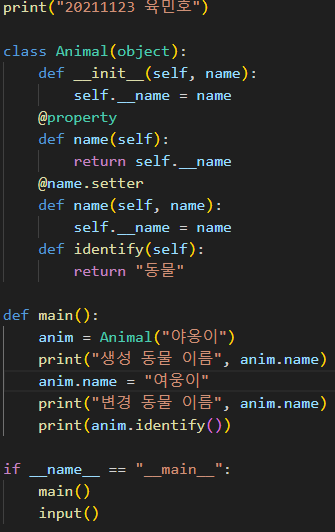 print("20211123 육민호")
class Animal(object):
    def __init__(self, name):
        self.__name = name
    @property
    def name(self):
        return self.__name
    @name.setter
    def name(self, name):
        self.__name = name
    def identify(self):
        return "동물"
def main():
    anim = Animal("야옹이")
    print("생성 동물 이름", anim.name)
    anim.name = "여웅이"
    print("변경 동물 이름", anim.name)
    print(anim.identify())
if __name__ == "__main__":
    main()
    input()